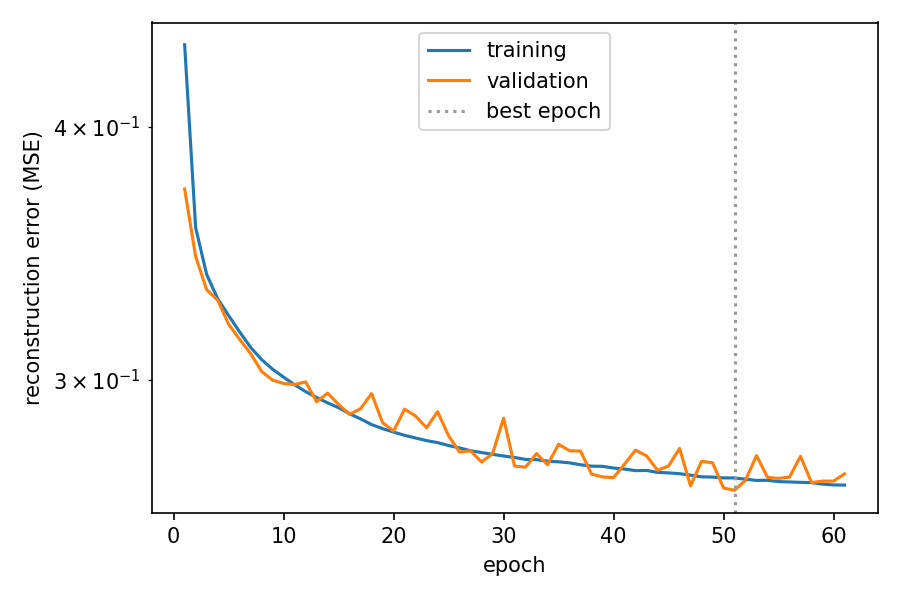 training
validation
best epoch
4 × 10⁻¹
3 × 10⁻¹
reconstruction error (MSE)
0 10 20 30 40 50 60
epoch